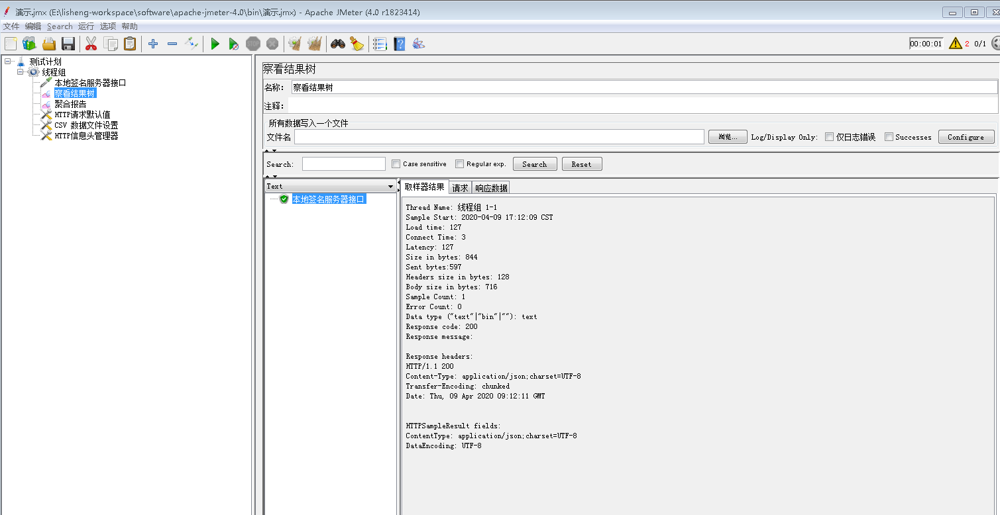 演示.jmx (E:\lisheng-workspace\software\apache-jmeter-4.0\bin\演示.jmx) - Apache JMeter (4.0 r1823414)
文件 编辑 Search 运行 选项 帮助
STOP
00:00:01 2 0/1
测试计划
线程组
本地签名服务器接口
察看结果树
聚合报告
HTTP请求默认值
CSV 数据文件设置
HTTP信息头管理器
察看结果树
名称: 察看结果树
注释:
所有数据写入一个文件
文件名 浏览... Log/Display Only: 仅日志错误 Successes Configure
Search: Case sensitive Regular exp. Search Reset
Text
本地签名服务器接口
取样器结果 请求 响应数据
Thread Name: 线程组 1-1
Sample Start: 2020-04-09 17:12:09 CST
Load time: 127
Connect Time: 3
Latency: 127
Size in bytes: 844
Sent bytes:597
Headers size in bytes: 128
Body size in bytes: 716
Sample Count: 1
Error Count: 0
Data type ("text"|"bin"|""): text
Response code: 200
Response message:
Response headers:
HTTP/1.1 200
Content-Type: application/json;charset=UTF-8
Transfer-Encoding: chunked
Date: Thu, 09 Apr 2020 09:12:11 GMT
HTTPSampleResult fields:
ContentType: application/json;charset=UTF-8
DataEncoding: UTF-8